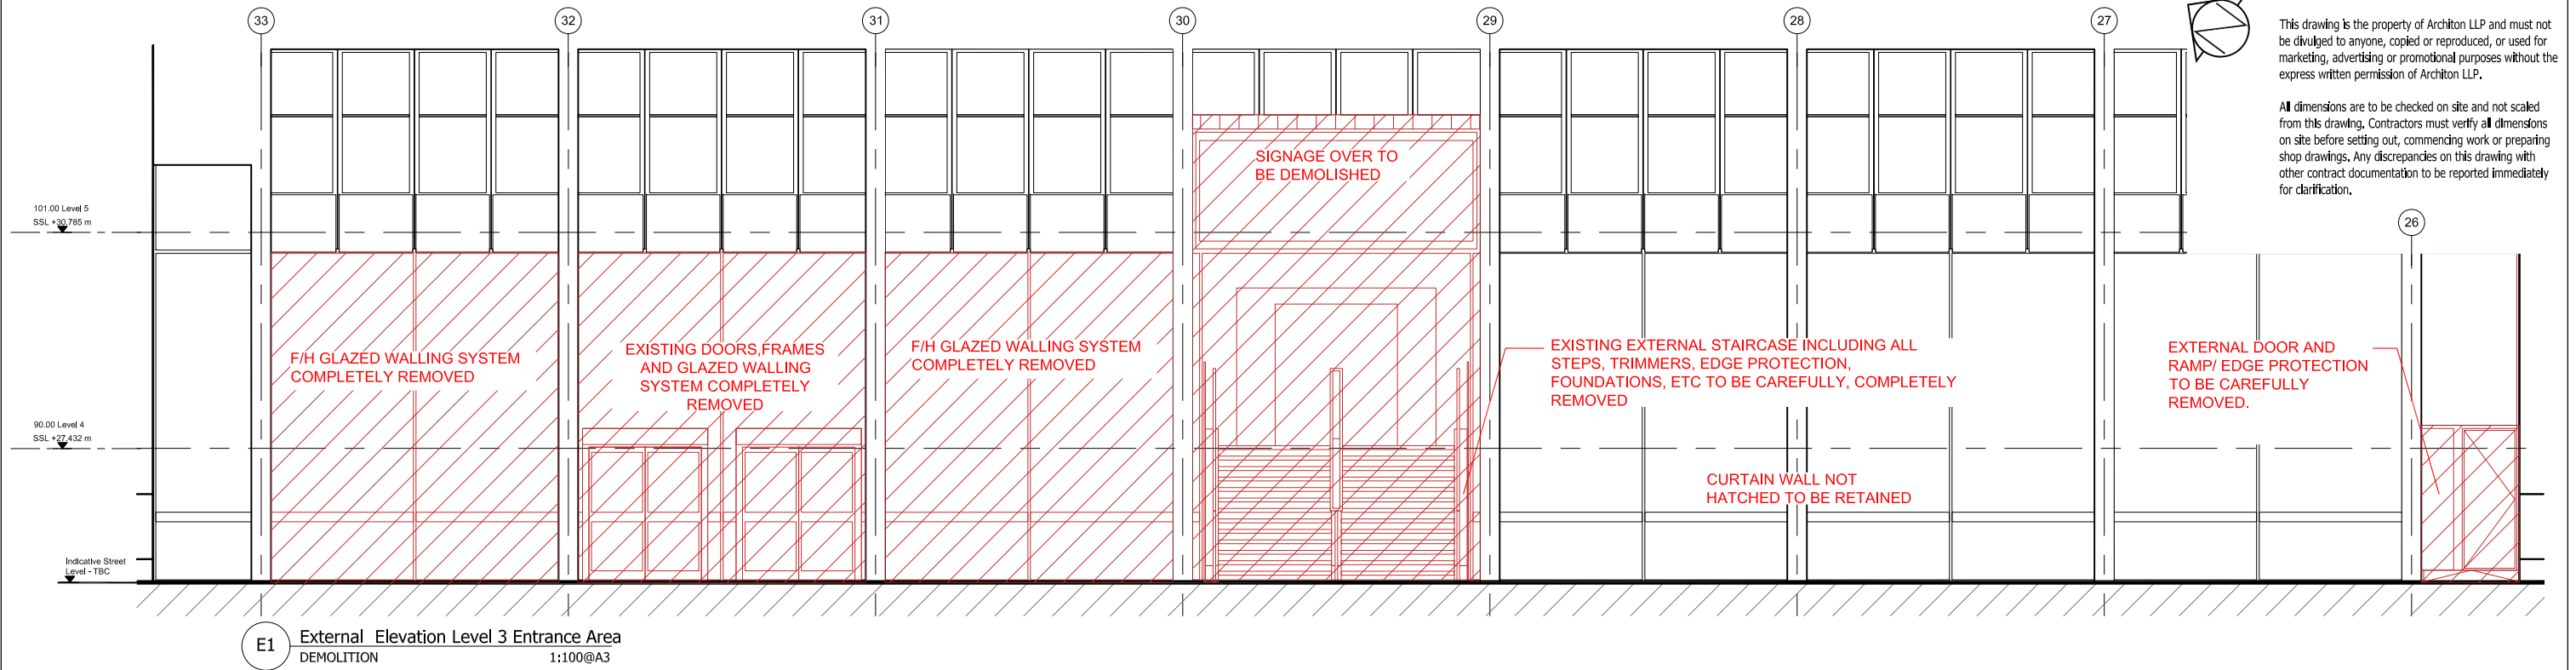 33
32
31
30
29
28
27
This drawing is the property of Architon LLP and must not
be divulged to anyone, copied or reproduced, or used for
marketing, advertising or promotional purposes without the
express written permission of Architon LLP.
All dimensions are to be checked on site and not scaled
from this drawing. Contractors must verify all dimensions
on site before setting out, commencing work or preparing
shop drawings. Any discrepancies on this drawing with
other contract documentation to be reported immediately
for clarification.
26
SIGNAGE OVER TO
BE DEMOLISHED
101.00 Level 5
SSL +30.785 m
F/H GLAZED WALLING SYSTEM
COMPLETELY REMOVED
EXISTING DOORS,FRAMES
AND GLAZED WALLING
SYSTEM COMPLETELY
REMOVED
F/H GLAZED WALLING SYSTEM
COMPLETELY REMOVED
EXISTING EXTERNAL STAIRCASE INCLUDING ALL
STEPS, TRIMMERS, EDGE PROTECTION,
FOUNDATIONS, ETC TO BE CAREFULLY, COMPLETELY
REMOVED
EXTERNAL DOOR AND
RAMP/ EDGE PROTECTION
TO BE CAREFULLY
REMOVED.
90.00 Level 4
SSL +27.432 m
CURTAIN WALL NOT
HATCHED TO BE RETAINED
Indicative Street
Level - TBC
E1
External Elevation Level 3 Entrance Area
DEMOLITION 1:100@A3